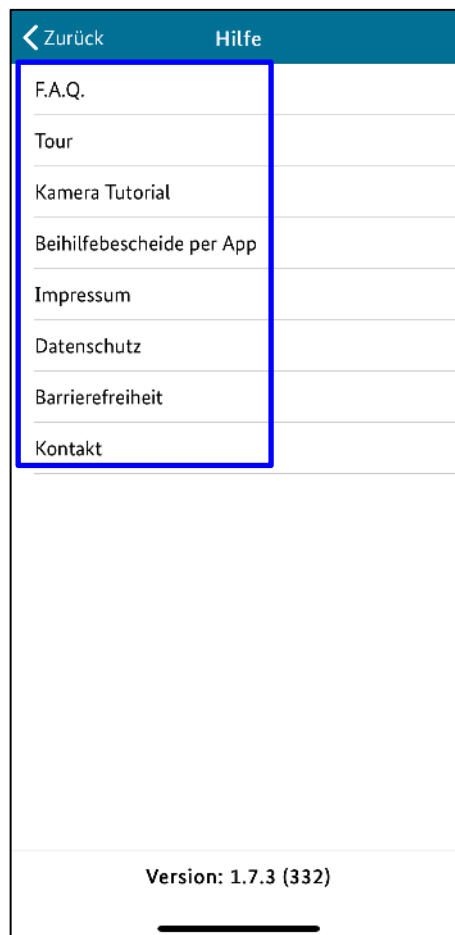 Zurück Hilfe
F.A.Q.
Tour
Kamera Tutorial
Beihilfebescheide per App
Impressum
Datenschutz
Barrierefreiheit
Kontakt
Version: 1.7.3 (332)